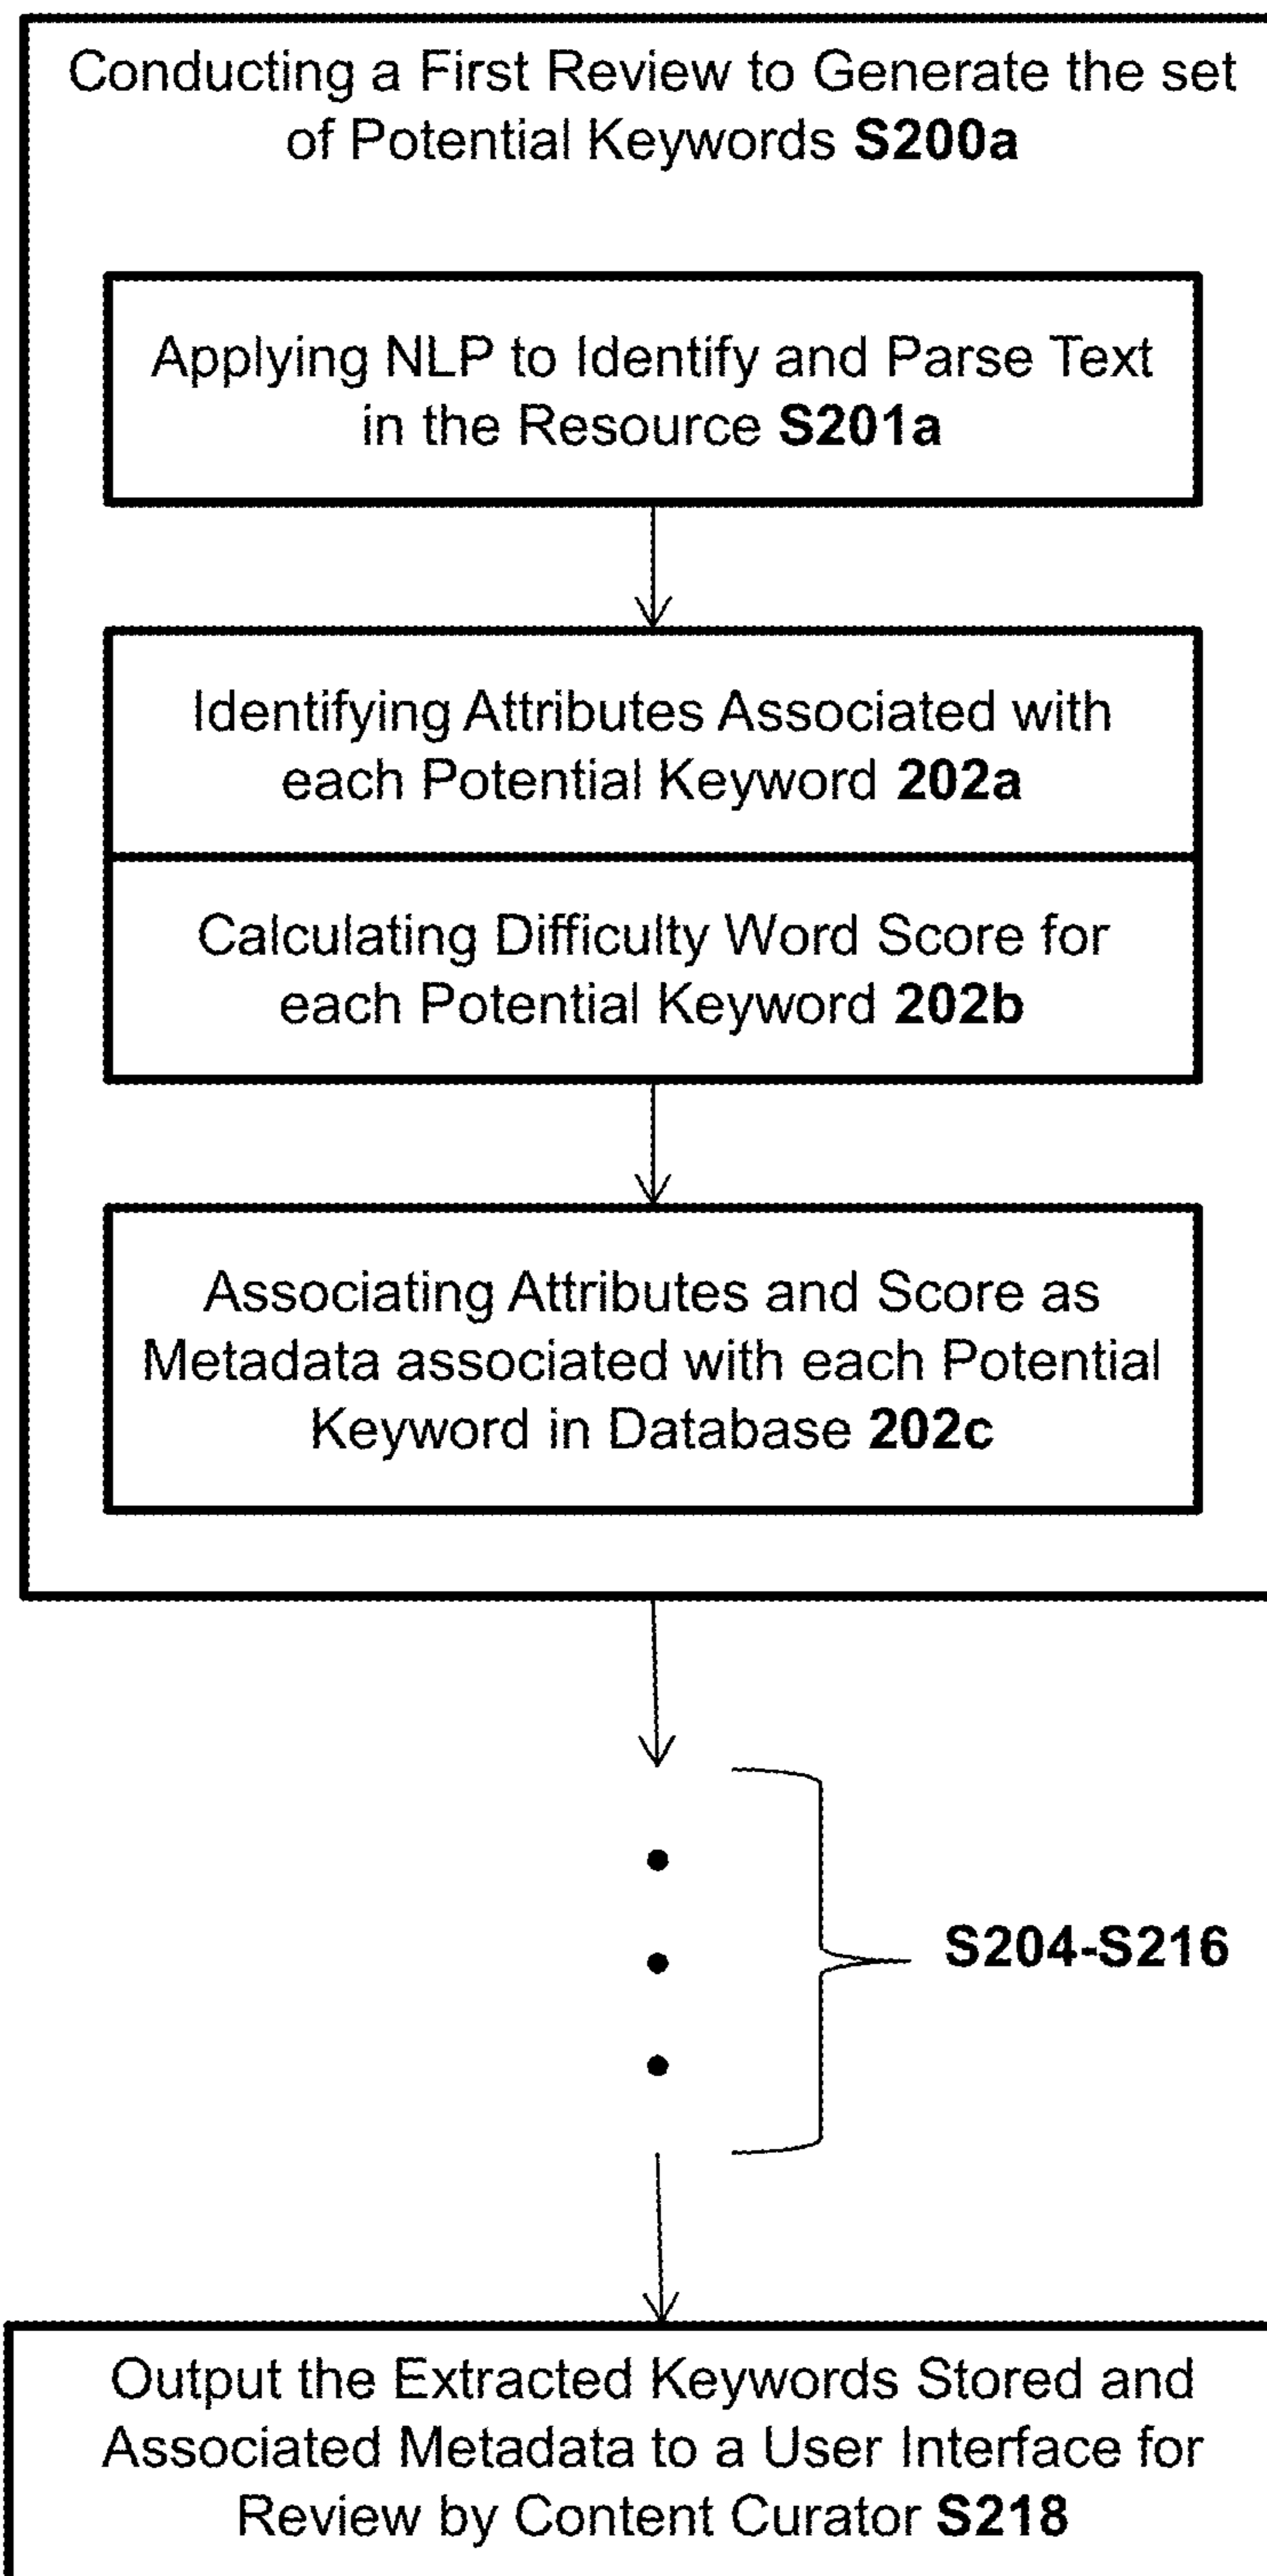 Conducting a First Review to Generate the set
of Potential Keywords S200a
Applying NLP to Identify and Parse Text
in the Resource S201a
Identifying Attributes Associated with
each Potential Keyword 202a
Calculating Difficulty Word Score for
each Potential Keyword 202b
Associating Attributes and Score as
Metadata associated with each Potential
Keyword in Database 202c
S204-S216
Output the Extracted Keywords Stored and
Associated Metadata to a User Interface for
Review by Content Curator S218